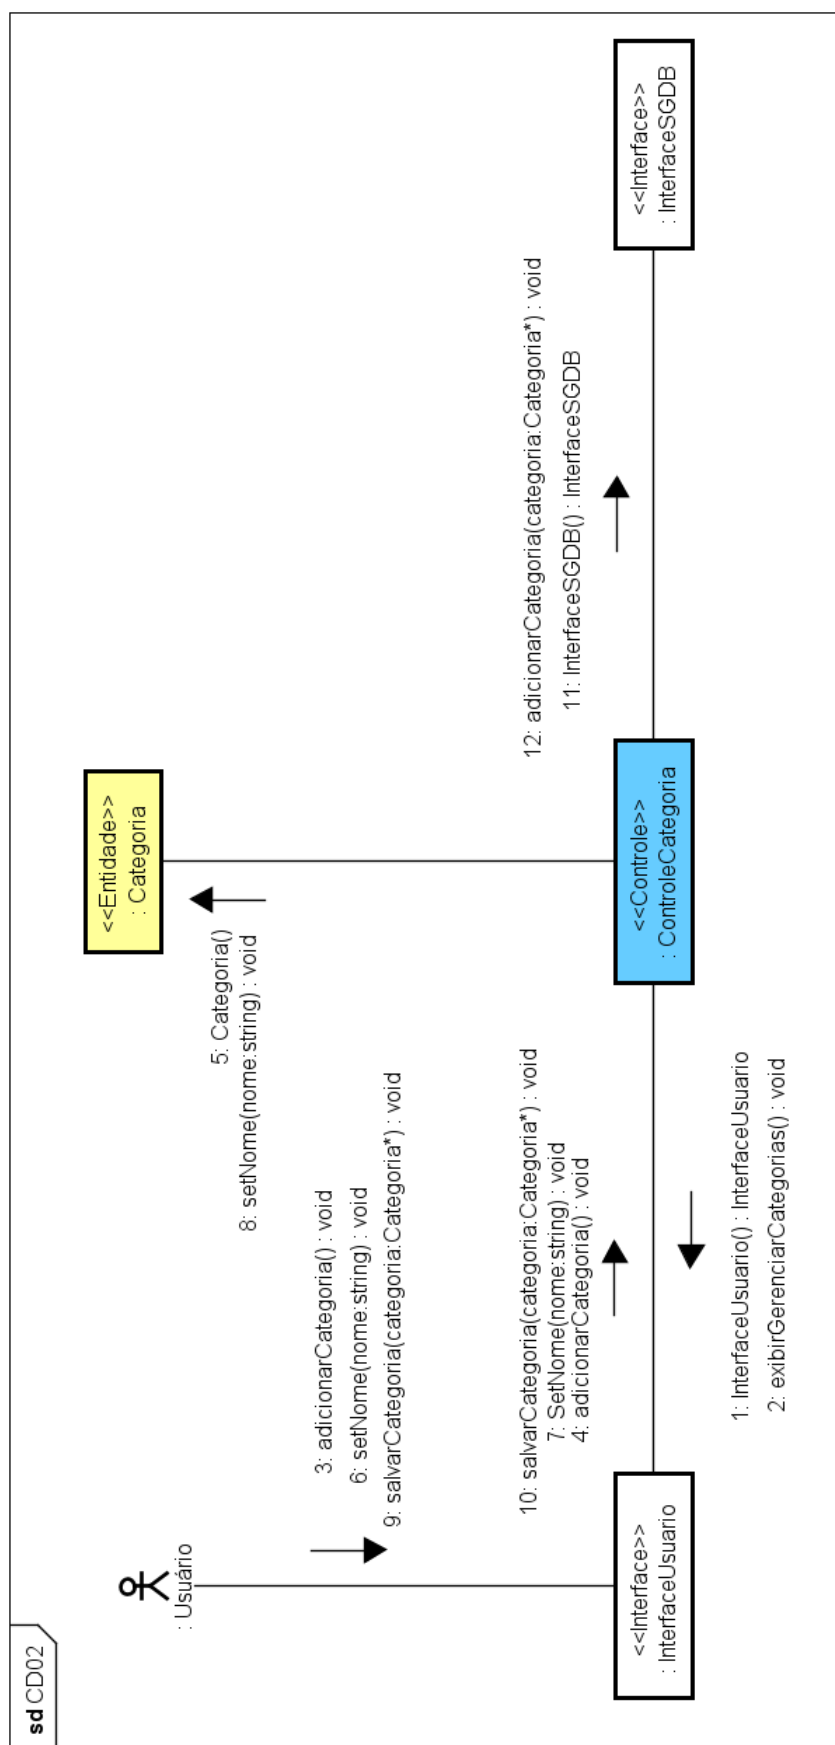 sd CD02
: Usuário
3: adicionarCategoria() : void
6: setNome(nome:string) : void
9: salvarCategoria(categoria:Categoria*) : void
<<Entidade>>
: Categoria
5: Categoria()
8: setNome(nome:string) : void
10: salvarCategoria(categoria:Categoria*) : void
7: SetNome(nome:string) : void
4: adicionarCategoria() : void
12: adicionarCategoria(categoria:Categoria*) : void
11: InterfaceSGDB() : InterfaceSGDB
<<Interface>>
: InterfaceUsuario
<<Controle>>
: ControleCategoria
<<Interface>>
: InterfaceSGDB
1: InterfaceUsuario() : InterfaceUsuario
2: exibirGerenciarCategorias() : void